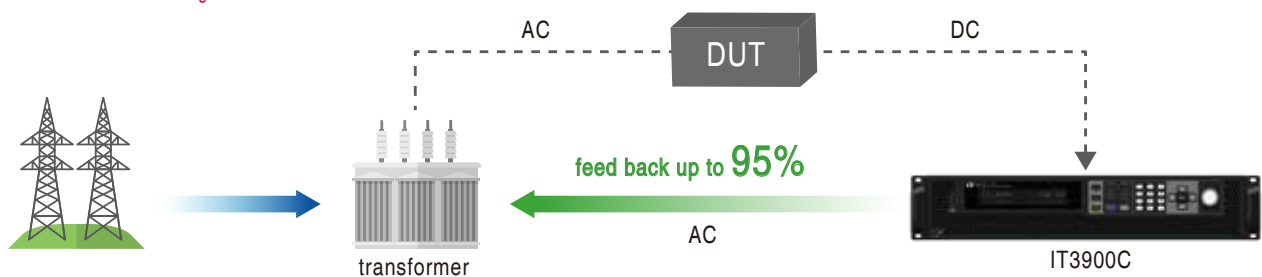 AC
DUT
DC
feed back up to 95%
AC
transformer
IT3900C